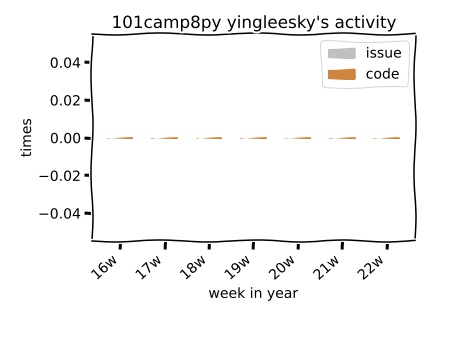 101camp8py yingleesky's activity
issue
code
0.04
0.02
0.00
−0.02
−0.04
times
16w 17w 18w 19w 20w 21w 22w
week in year